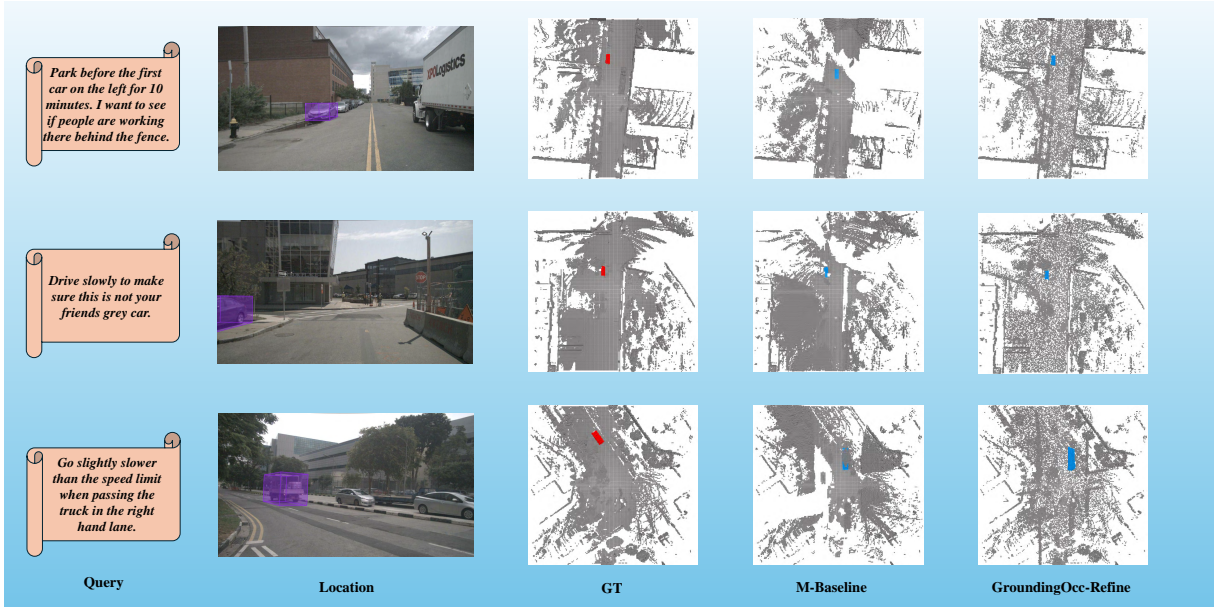 Park before the first
car on the left for 10
minutes. I want to see
if people are working
there behind the fence.
XPOLogistics
Drive slowly to make
sure this is not your
friends grey car.
Go slightly slower
than the speed limit
when passing the
truck in the right
hand lane.
Query
Location
GT
M-Baseline
GroundingOcc-Refine